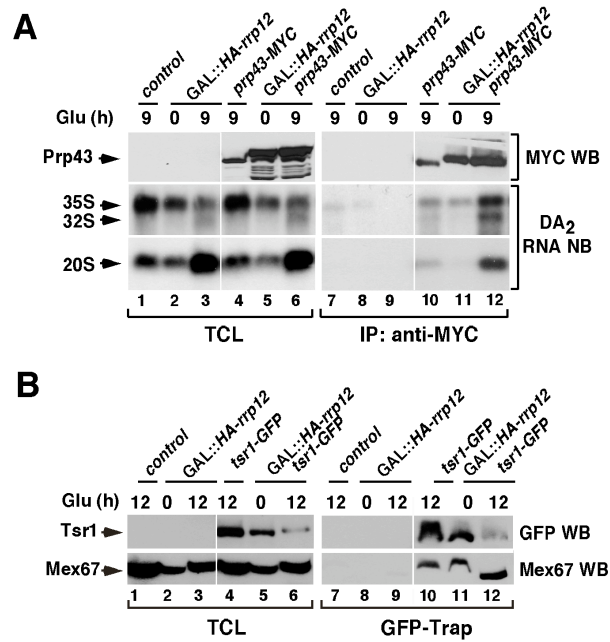 A
control GAL::HA-rrp12 prp43-MYC GAL::HA-rrp12 prp43-MYC control GAL::HA-rrp12 prp43-MYC GAL::HA-rrp12 prp43-MYC
Glu (h) 9 0 9 9 0 9 9 0 9 9 0 9
Prp43 MYC WB
35S
32S
DA2
RNA NB
20S
1 2 3 4 5 6 7 8 9 10 11 12
TCL IP: anti-MYC
B
control GAL::HA-rrp12 tsr1-GFP GAL::HA-rrp12 tsr1-GFP control GAL::HA-rrp12 tsr1-GFP GAL::HA-rrp12 tsr1-GFP
Glu (h) 12 0 12 12 0 12 12 0 12 12 0 12
Tsr1 GFP WB
Mex67 Mex67 WB
1 2 3 4 5 6 7 8 9 10 11 12
TCL GFP-Trap